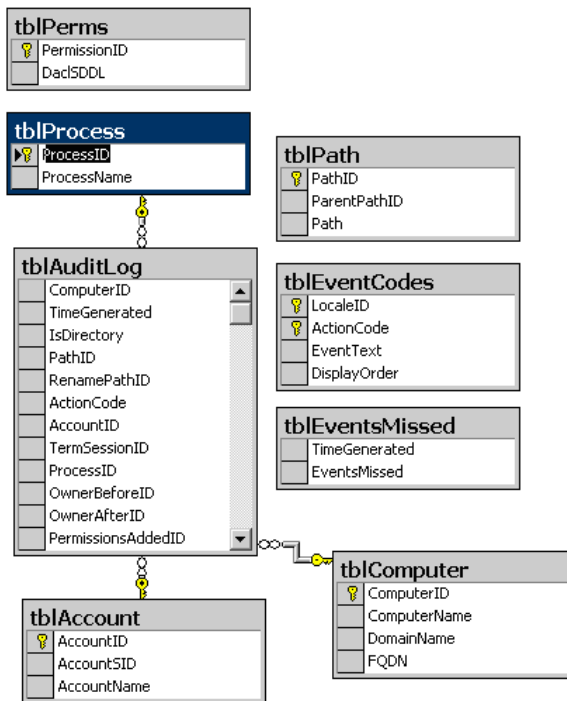 tblPerms
PermissionID
DaclSDDL
tblProcess
ProcessID
ProcessName
tblPath
PathID
ParentPathID
Path
tblAuditLog
ComputerID
TimeGenerated
IsDirectory
PathID
RenamePathID
ActionCode
AccountID
TermSessionID
ProcessID
OwnerBeforeID
OwnerAfterID
PermissionsAddedID
tblEventCodes
LocaleID
ActionCode
EventText
DisplayOrder
tblEventsMissed
TimeGenerated
EventsMissed
tblComputer
ComputerID
ComputerName
DomainName
FQDN
tblAccount
AccountID
AccountSID
AccountName